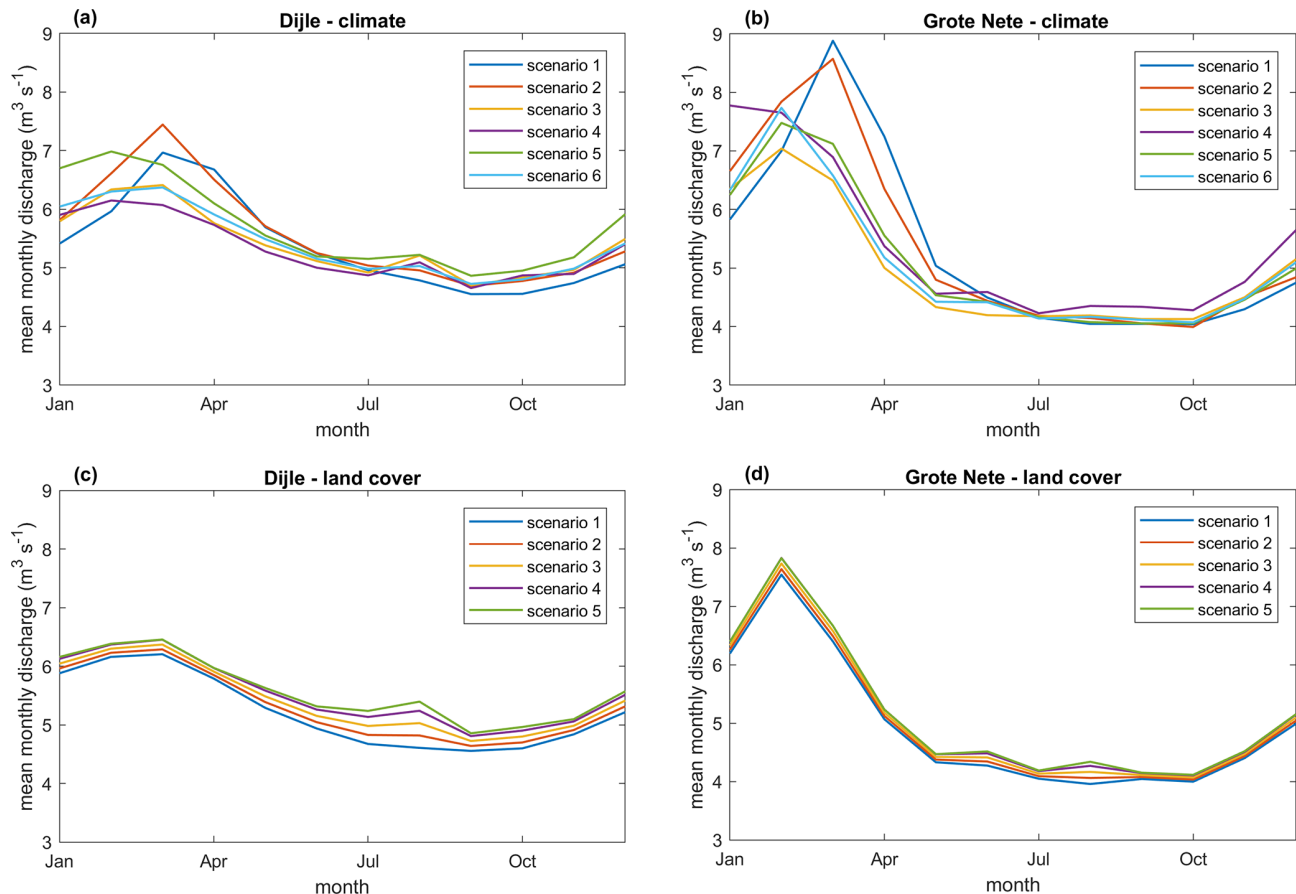 (a)
Dijle - climate
9
8
7
6
5
4
3
mean monthly discharge (m³ s⁻¹)
Jan
Apr
Jul
Oct
month
scenario 1
scenario 2
scenario 3
scenario 4
scenario 5
scenario 6
(b)
Grote Nete - climate
9
8
7
6
5
4
3
mean monthly discharge (m³ s⁻¹)
Jan
Apr
Jul
Oct
month
scenario 1
scenario 2
scenario 3
scenario 4
scenario 5
scenario 6
(c)
Dijle - land cover
9
8
7
6
5
4
3
mean monthly discharge (m³ s⁻¹)
Jan
Apr
Jul
Oct
month
scenario 1
scenario 2
scenario 3
scenario 4
scenario 5
(d)
Grote Nete - land cover
9
8
7
6
5
4
3
mean monthly discharge (m³ s⁻¹)
Jan
Apr
Jul
Oct
month
scenario 1
scenario 2
scenario 3
scenario 4
scenario 5